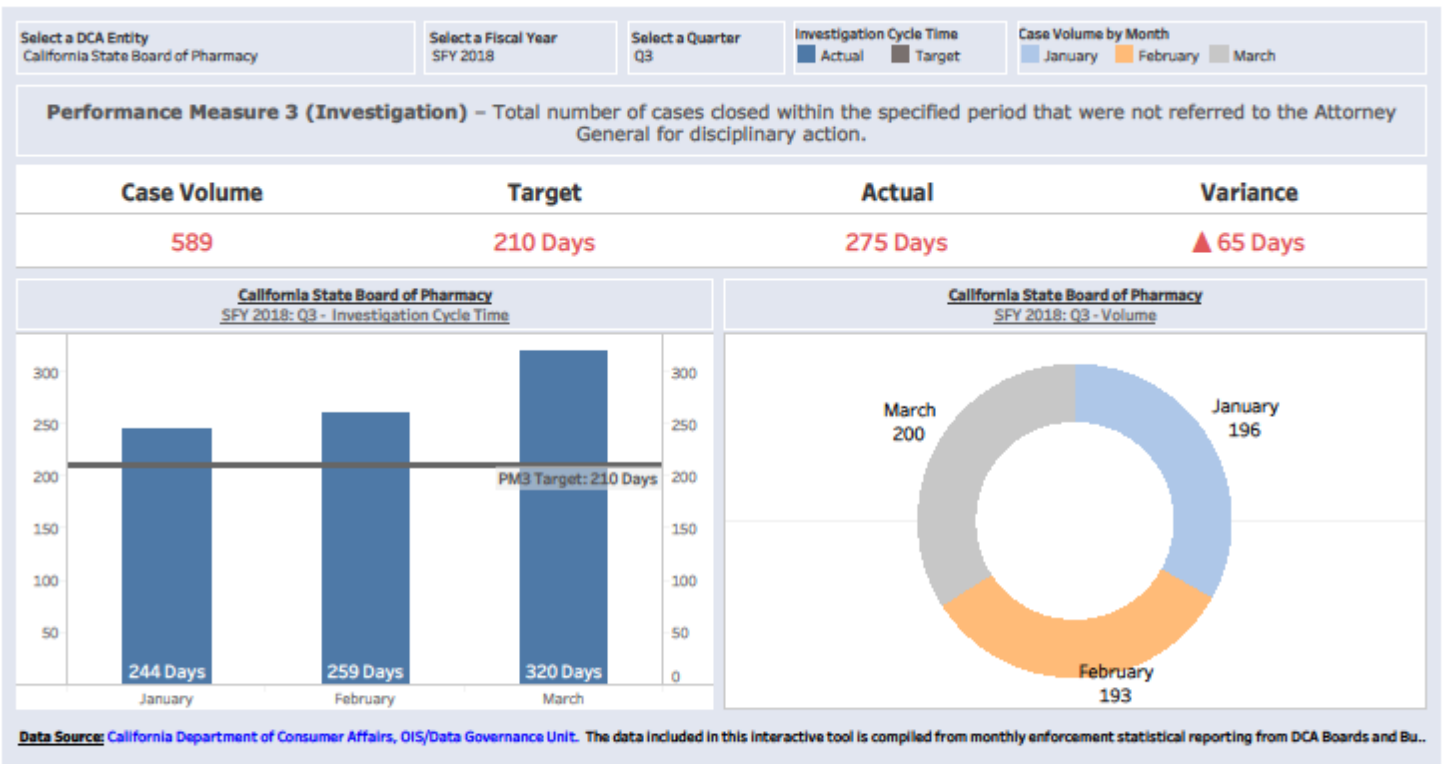 Select a DCA Entity
California State Board of Pharmacy
Select a Fiscal Year
SFY 2018
Select a Quarter
Q3
Investigation Cycle Time
Actual Target
Case Volume by Month
January February March
Performance Measure 3 (Investigation) – Total number of cases closed within the specified period that were not referred to the Attorney
General for disciplinary action.
Case Volume Target Actual Variance
589 210 Days 275 Days ▲ 65 Days
California State Board of Pharmacy
SFY 2018: Q3 - Investigation Cycle Time
300 300
250 250
200 200
150 150
100 100
50 50
0
PM3 Target: 210 Days
244 Days 259 Days 320 Days
January February March
California State Board of Pharmacy
SFY 2018: Q3 - Volume
March
200
January
196
February
193
Data Source: California Department of Consumer Affairs, OIS/Data Governance Unit. The data included in this interactive tool is compiled from monthly enforcement statistical reporting from DCA Boards and Bu..